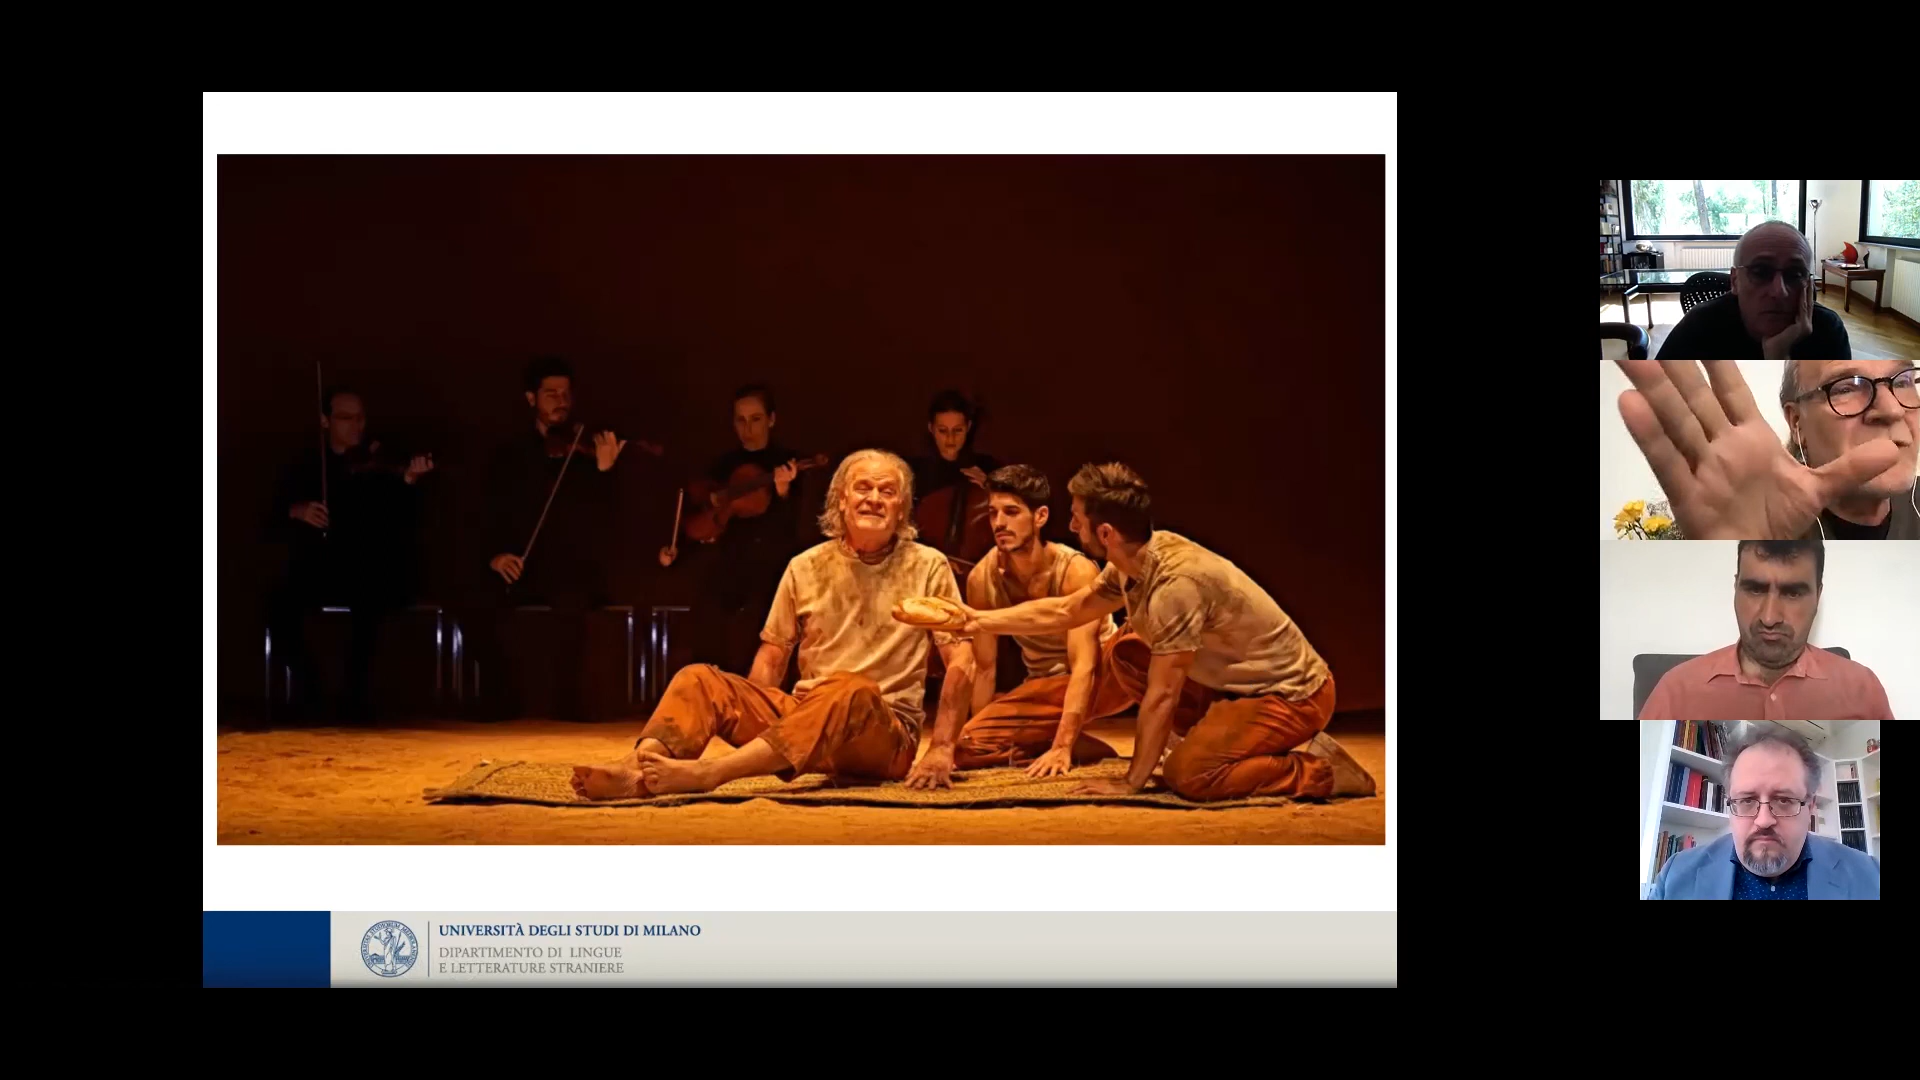 UNIVERSITÀ DEGLI STUDI DI MILANO
DIPARTIMENTO DI LINGUE
E LETTERATURE STRANIERE